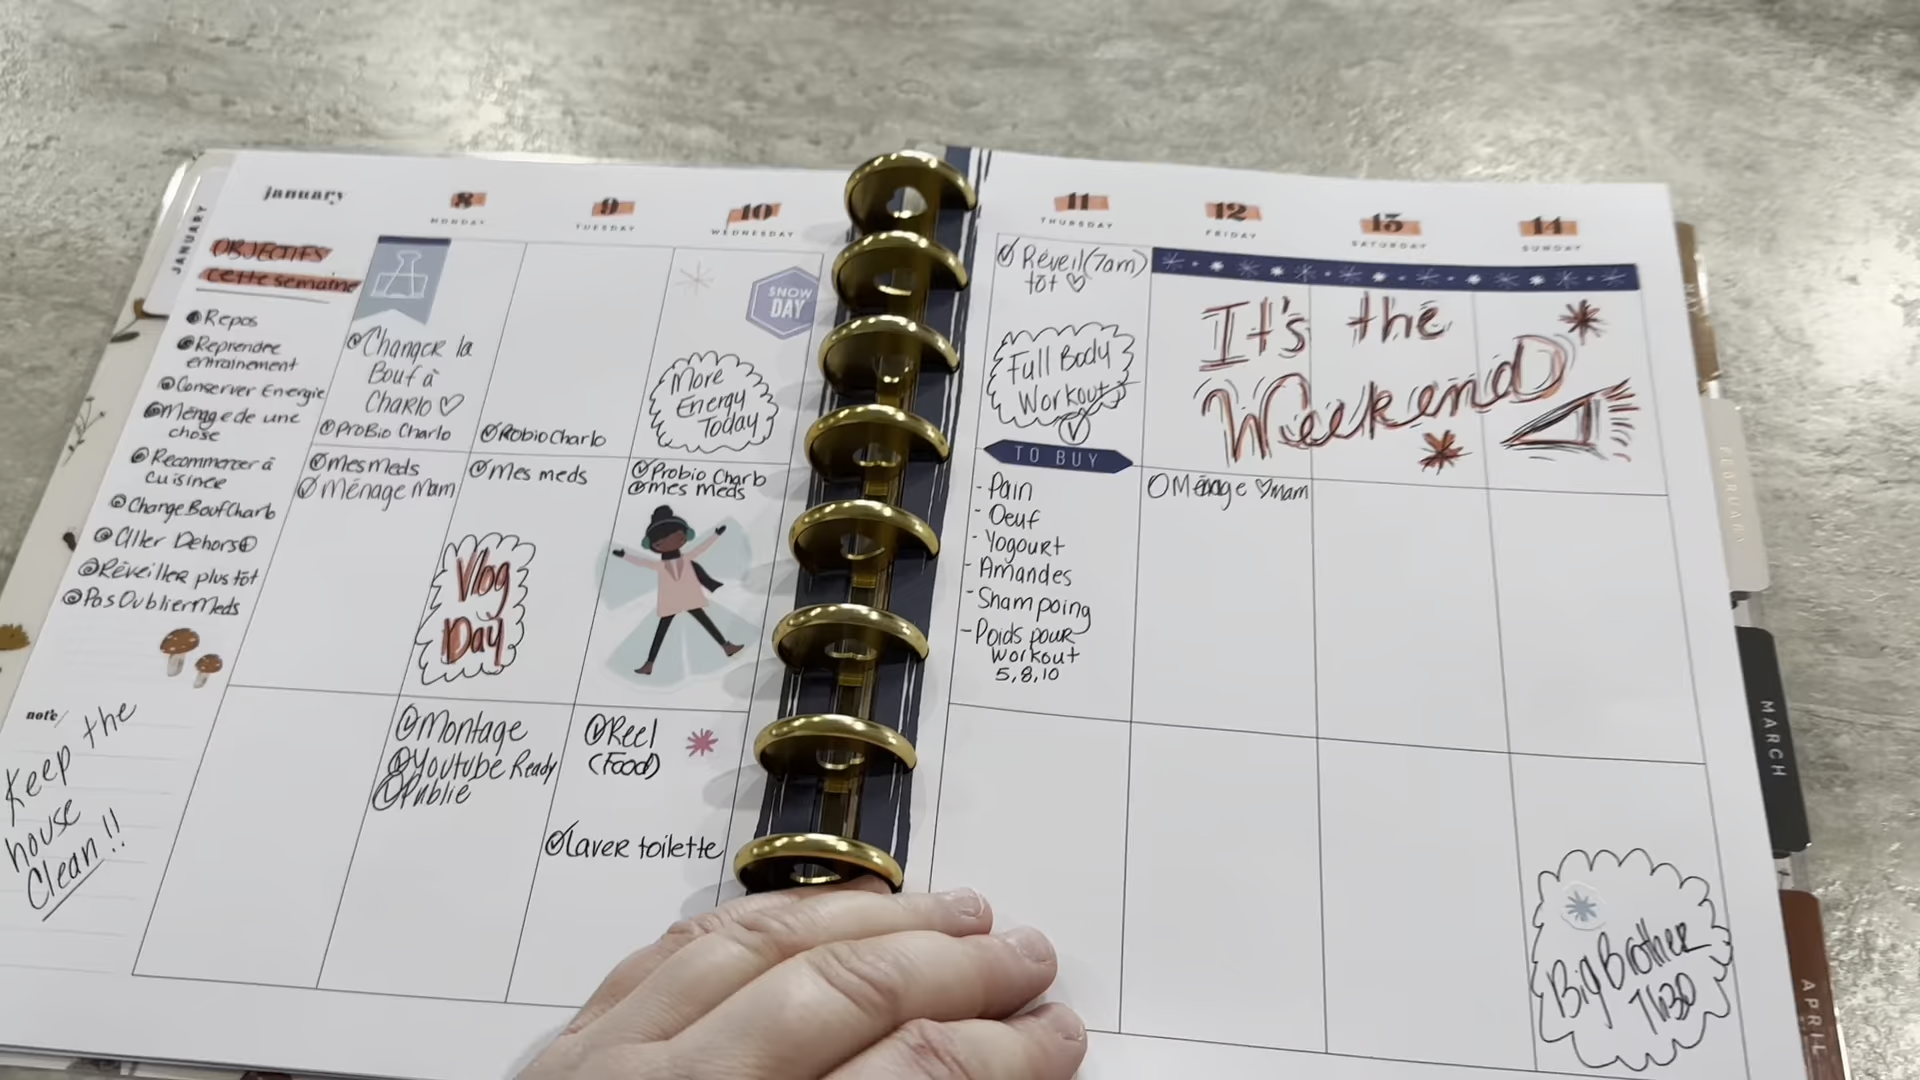 JANUARY
january
OBJECTIFS
cette semaine
Repos
Reprendre
entrainement
Conserver Energie
Ménage de une
chose
Recommencer à
cuisiner
Change Bouf Charlo
Aller Dehors
Réveiller plus tôt
Pas Oublier Meds
note/
Keep the
house
Clean!!
8
MONDAY
Changer la
Bouf à
Charlo ♡
ProBio Charlo
Mes meds
Ménage Mam
9
TUESDAY
Probio Charlo
Mes meds
Vlog
Day
Montage
Youtube Ready
Publie
10
WEDNESDAY
SNOW
DAY
More
Energy
Today
Probio Charlo
mes meds
Reel
(Food)
Laver toilette
11
THURSDAY
Réveil (7am)
tôt ♡
Full Body
Workout
TO BUY
- Pain
- Oeuf
- Yogourt
- Amandes
- Shampoing
- Poids pour
Workout
5,8,10
12
FRIDAY
13
SATURDAY
14
SUNDAY
It's the
Weekend
Ménage ♡ mam
Big Brother
7h30
FEBRUARY
MARCH
APRIL